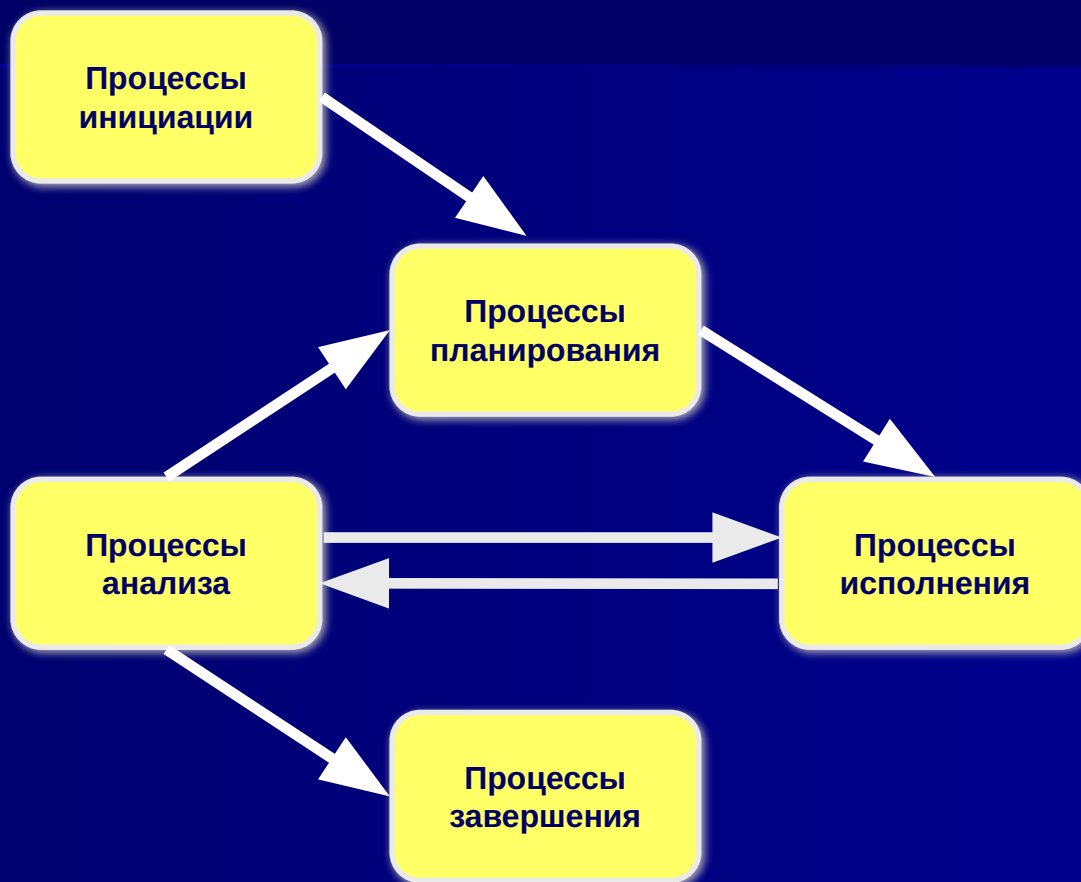 Процессы
инициации
Процессы
планирования
Процессы
анализа
Процессы
исполнения
Процессы
завершения